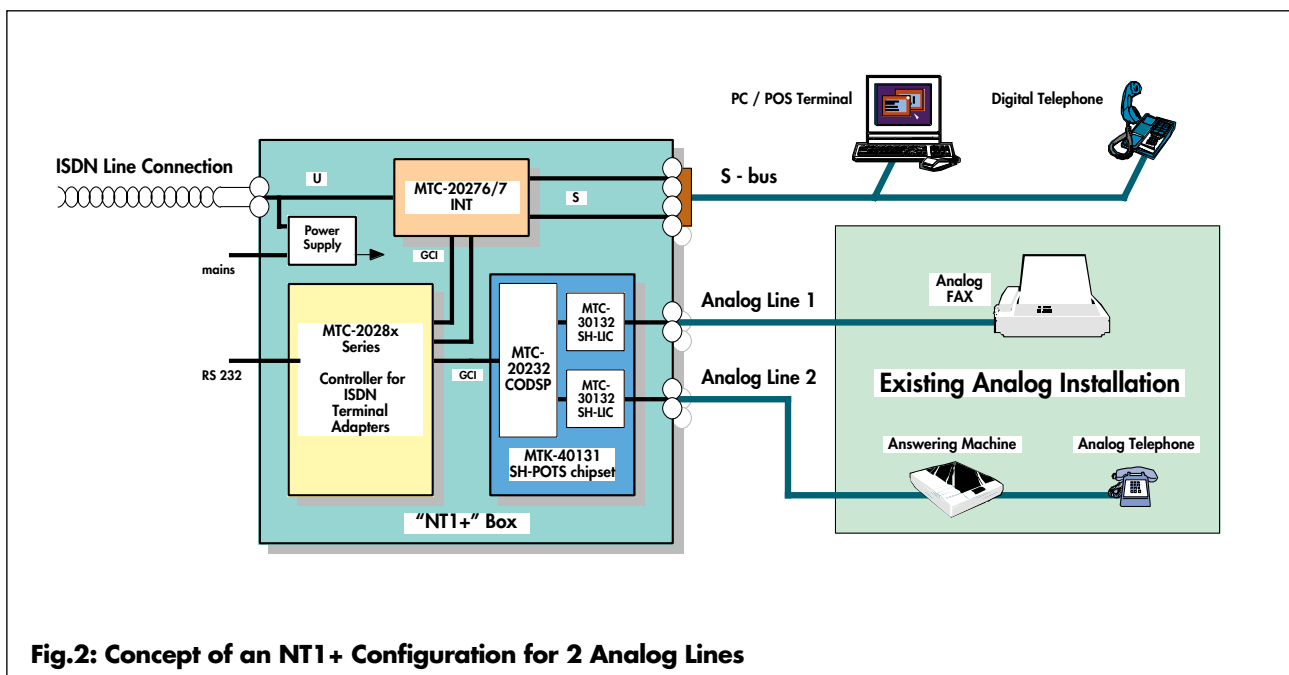 PC / POS Terminal
Digital Telephone
ISDN Line Connection
U
MTC-20276/7
INT
S
S - bus
Power
Supply
mains
GCI
Analog Line 1
Analog
FAX
MTC-2028x
Series
Controller for
ISDN
Terminal
Adapters
RS 232
GCI
MTC-
20232
CODSP
MTC-
30132
SH-LIC
MTC-
30132
SH-LIC
MTK-40131
SH-POTS chipset
Analog Line 2
Existing Analog Installation
Answering Machine
Analog Telephone
“NT1+” Box
Fig.2: Concept of an NT1+ Configuration for 2 Analog Lines